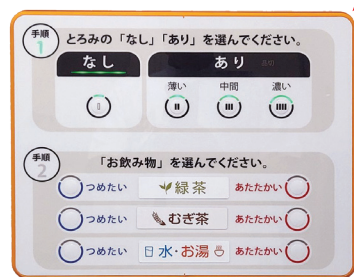 手順
1
とろみの「なし」「あり」を選んでください。
なし
あり
薄い 中間 濃い
手順
2
「お飲み物」を選んでください。
つめたい 緑茶 あたたかい
つめたい むぎ茶 あたたかい
つめたい 水・お湯 あたたかい